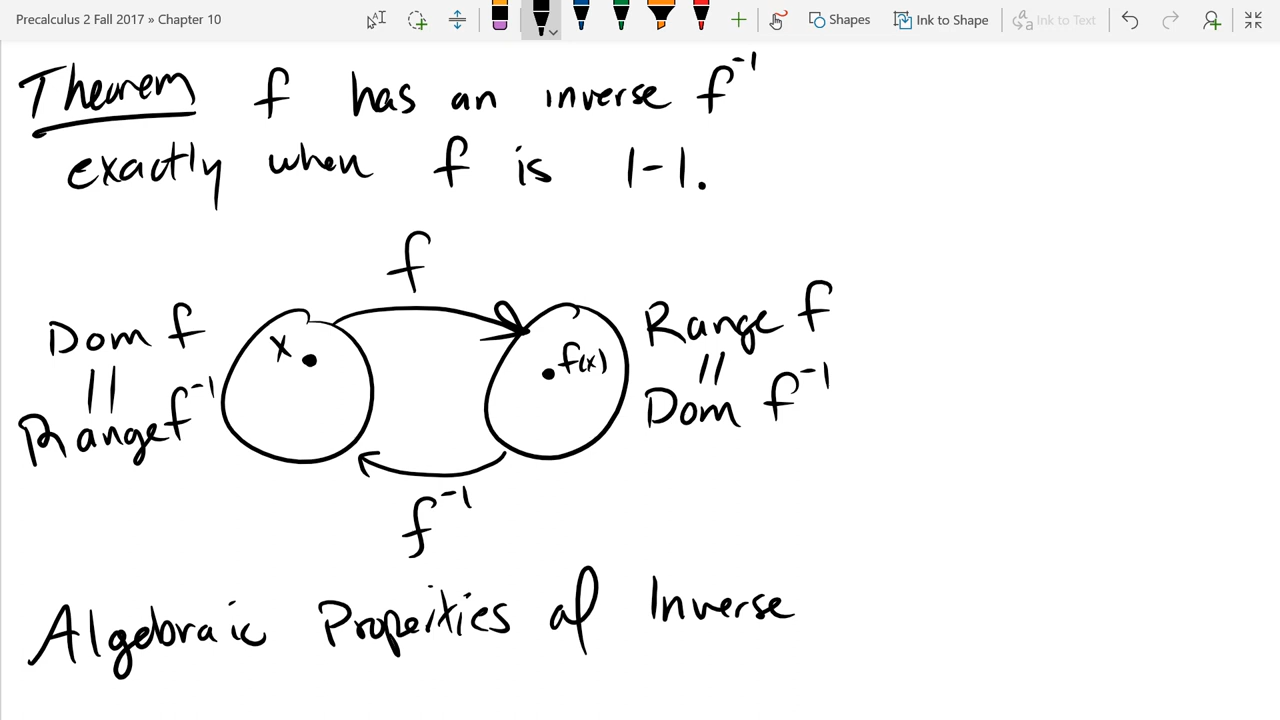 Precalculus 2 Fall 2017 » Chapter 10
Shapes
Ink to Shape
Ink to Text
Theorem f has an inverse f⁻¹
exactly when f is 1-1.
f
Dom f
||
Range f⁻¹
x
f(x)
Range f
||
Dom f⁻¹
f⁻¹
Algebraic Properities of Inverse